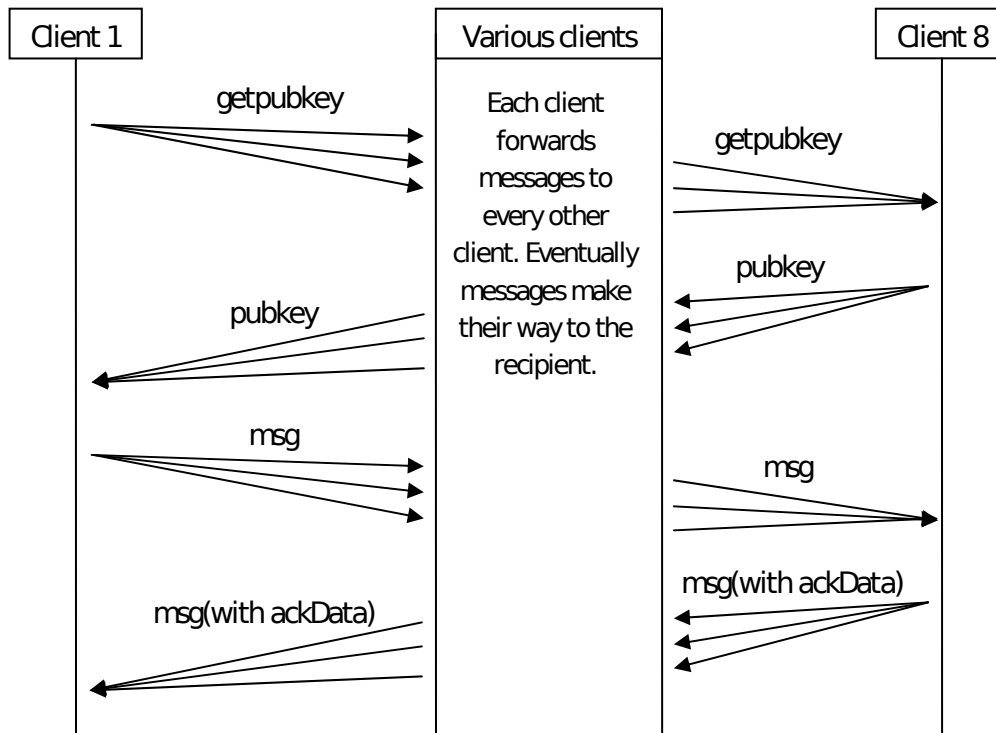 Client 1
Various clients
Client 8
getpubkey
Each client
forwards
messages to
every other
client. Eventually
messages make
their way to the
recipient.
getpubkey
pubkey
pubkey
msg
msg
msg(with ackData)
msg(with ackData)